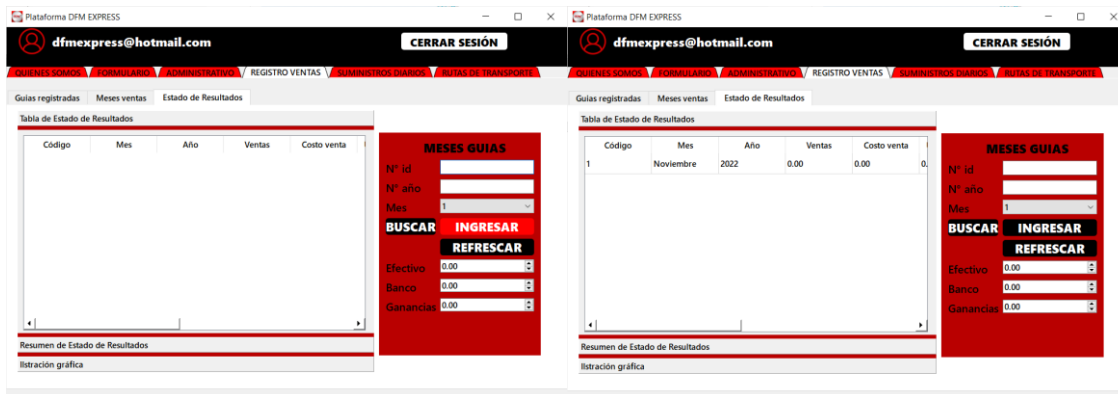 Plataforma DFM EXPRESS
dfmexpress@hotmail.com
CERRAR SESIÓN
QUIENES SOMOS FORMULARIO ADMINISTRATIVO REGISTRO VENTAS SUMINISTROS DIARIOS RUTAS DE TRANSPORTE
Guias registradas Meses ventas Estado de Resultados
Tabla de Estado de Resultados
Código Mes Año Ventas Costo venta
MESES GUIAS
N° id
N° año
Mes 1
BUSCAR INGRESAR
REFRESCAR
Efectivo 0.00
Banco 0.00
Ganancias 0.00
Resumen de Estado de Resultados
Ilstración gráfica
Plataforma DFM EXPRESS
dfmexpress@hotmail.com
CERRAR SESIÓN
QUIENES SOMOS FORMULARIO ADMINISTRATIVO REGISTRO VENTAS SUMINISTROS DIARIOS RUTAS DE TRANSPORTE
Guias registradas Meses ventas Estado de Resultados
Tabla de Estado de Resultados
Código Mes Año Ventas Costo venta
1 Noviembre 2022 0.00 0.00 0.
MESES GUIAS
N° id
N° año
Mes 1
BUSCAR INGRESAR
REFRESCAR
Efectivo 0.00
Banco 0.00
Ganancias 0.00
Resumen de Estado de Resultados
Ilstración gráfica